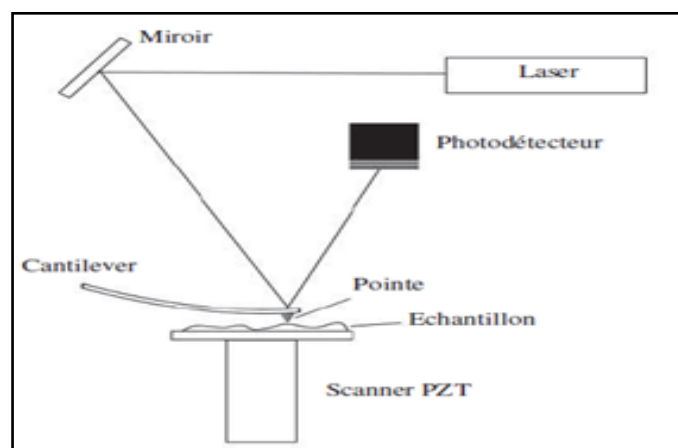 Miroir
Laser
Photodétecteur
Cantilever
Pointe
Echantillon
Scanner PZT